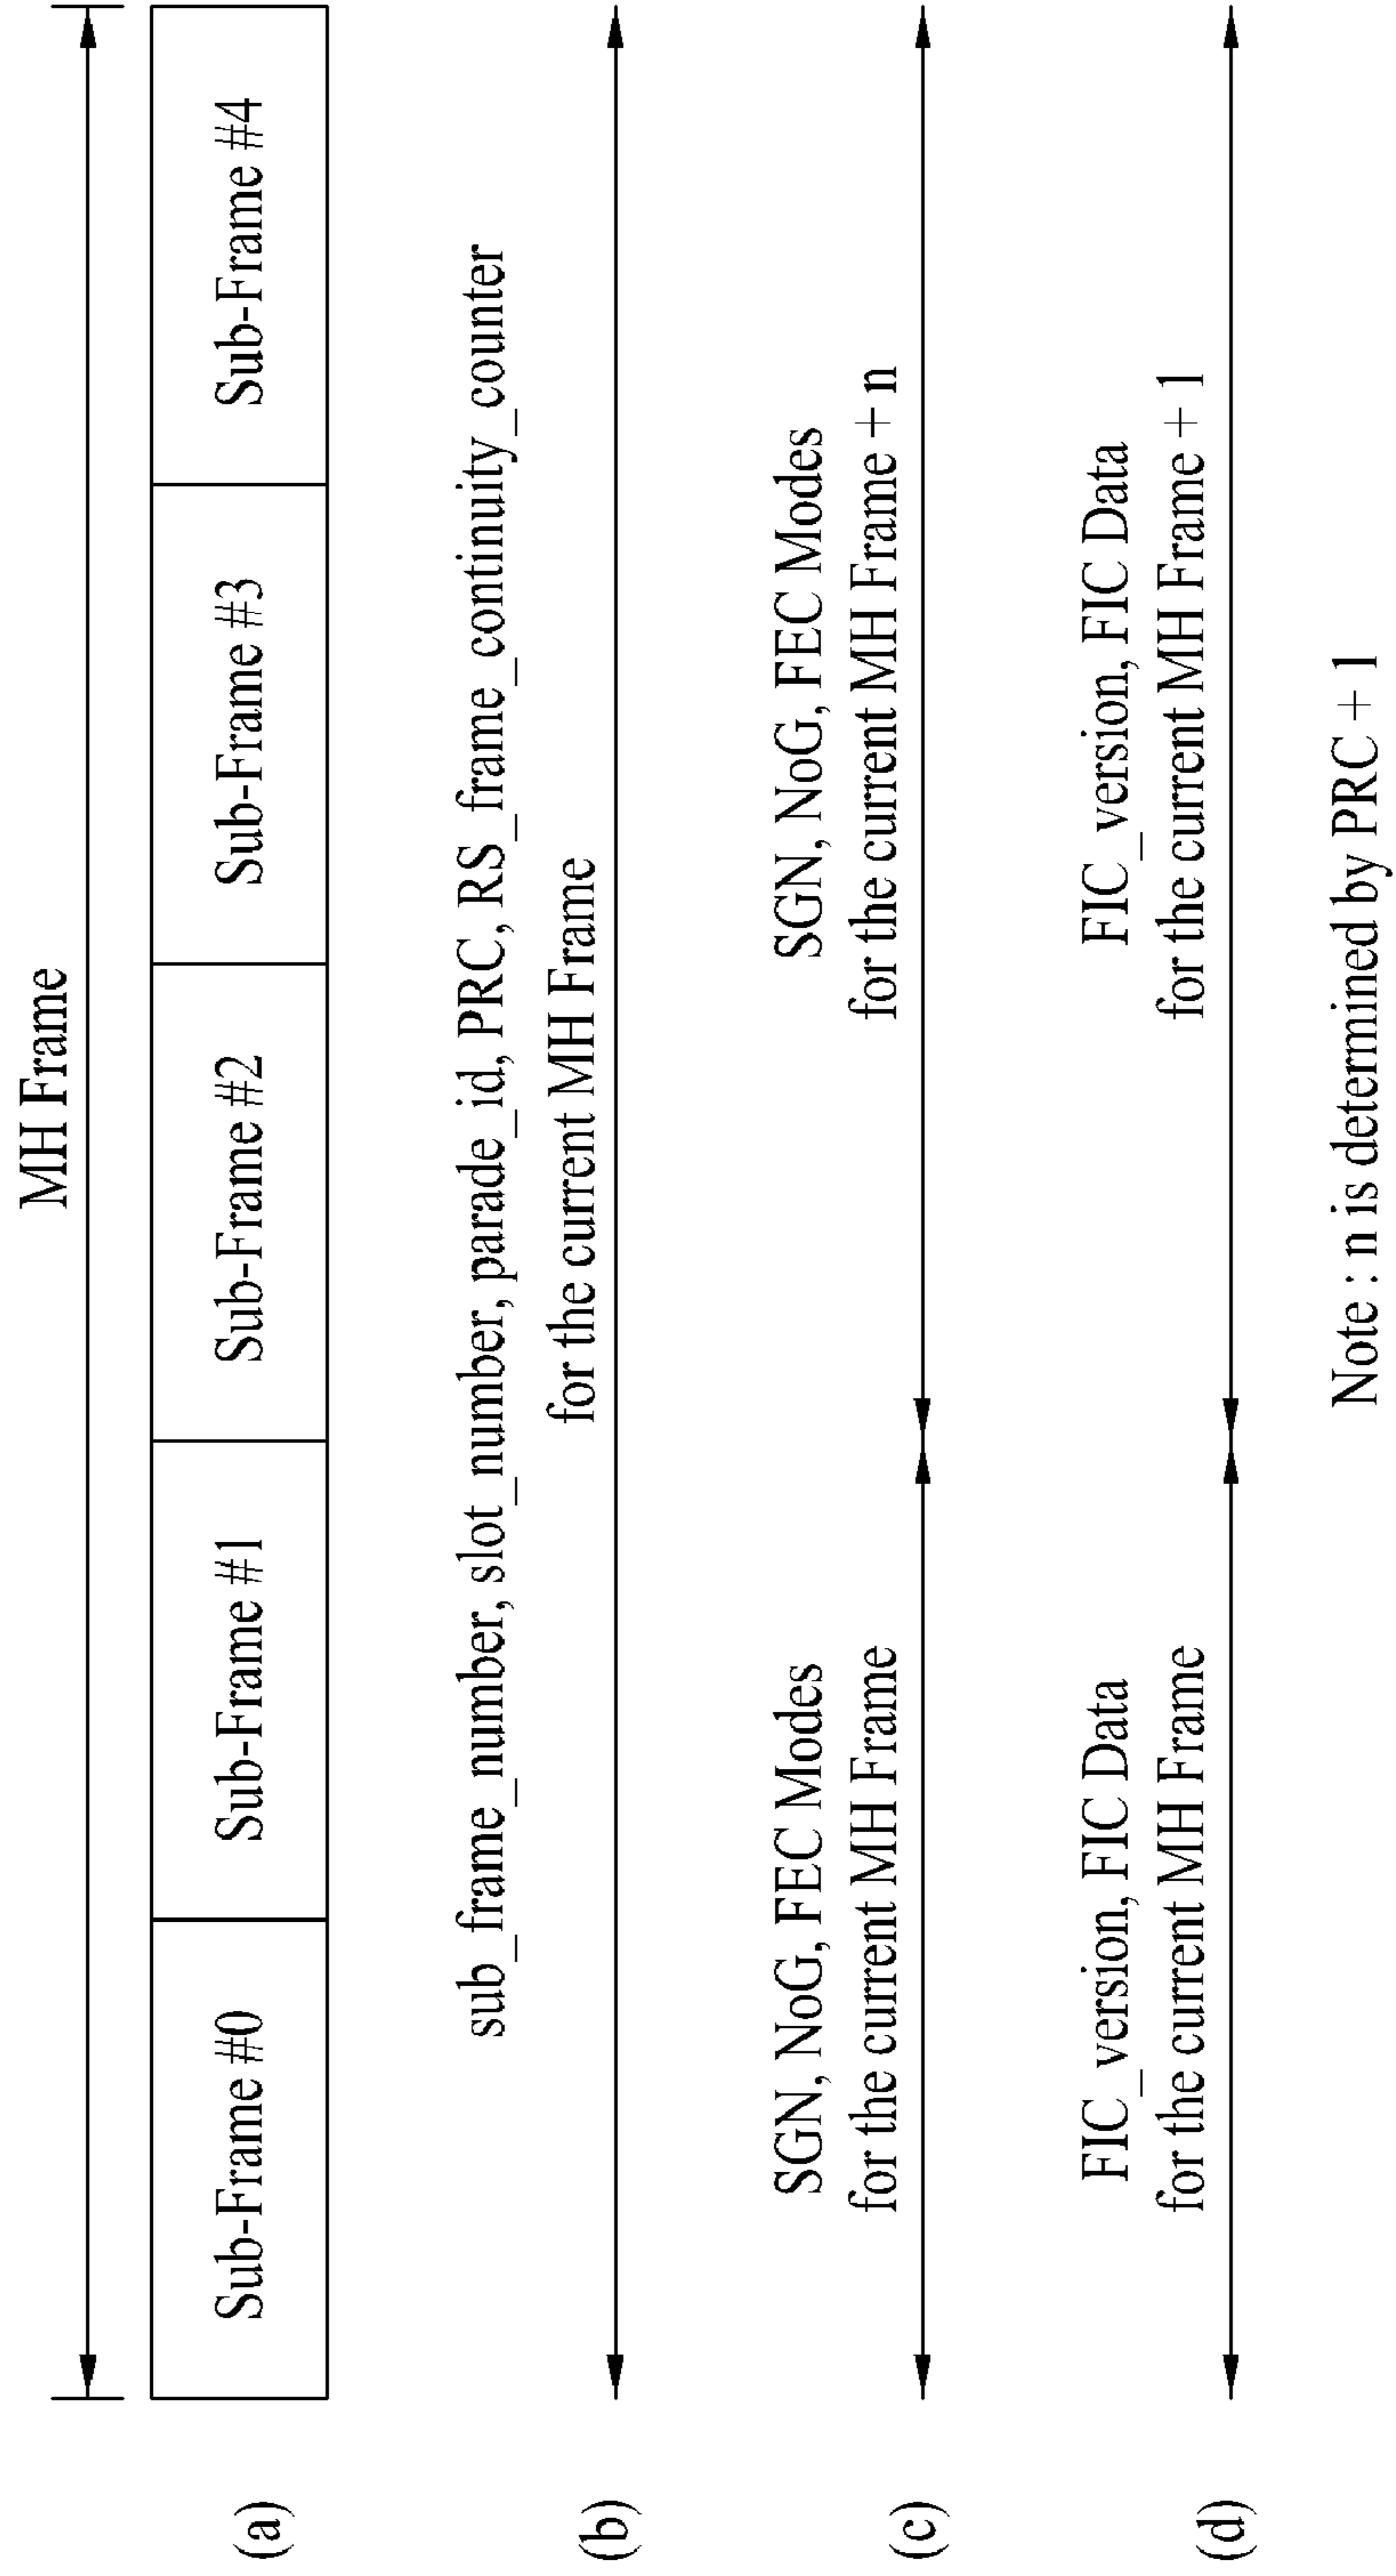 MH Frame
(a)
Sub-Frame #0
Sub-Frame #1
Sub-Frame #2
Sub-Frame #3
Sub-Frame #4
sub_frame_number, slot_number, parade_id, PRC, RS_frame_continuity_counter
for the current MH Frame
(b)
SGN, NoG, FEC Modes
for the current MH Frame
SGN, NoG, FEC Modes
for the current MH Frame + n
(c)
FIC_version, FIC Data
for the current MH Frame
FIC_version, FIC Data
for the current MH Frame + 1
(d)
Note : n is determined by PRC + 1